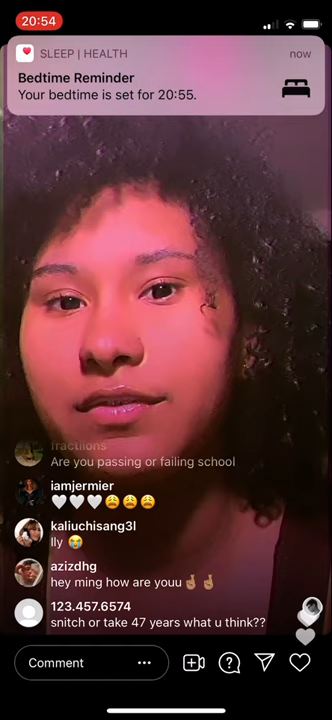 20:54
SLEEP | HEALTH
now
Bedtime Reminder
Your bedtime is set for 20:55.
fractiions
Are you passing or failing school
iamjermier
🤍🤍🤍😩😩😩
kaliuchisang3l
Ily 😭
azizdhg
hey ming how are youu🤞🏽🤞🏽
123.457.6574
snitch or take 47 years what u think??
Comment